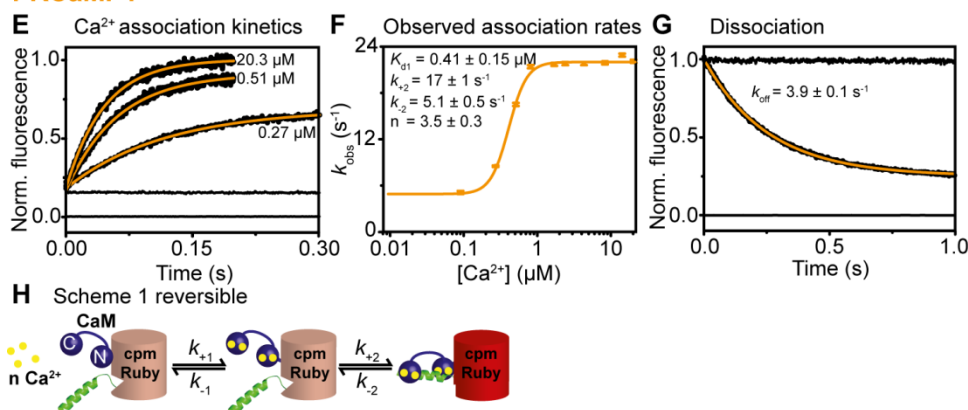 E Ca²⁺ association kinetics
Norm. fluorescence
1.0
0.5
0.0
20.3 µM
0.51 µM
0.27 µM
0.00 0.15 0.30
Time (s)
F Observed association rates
k_obs (s⁻¹)
24
12
0
K_d1 = 0.41 ± 0.15 µM
k_+2 = 17 ± 1 s⁻¹
k_-2 = 5.1 ± 0.5 s⁻¹
n = 3.5 ± 0.3
0.01 0.1 1 10
[Ca²⁺] (µM)
G Dissociation
Norm. fluorescence
1.0
0.5
0.0
k_off = 3.9 ± 0.1 s⁻¹
0.0 0.5 1.0
Time (s)
H Scheme 1 reversible
n Ca²⁺
CaM
C
N
cpm
Ruby
k_+1
k_-1
cpm
Ruby
k_+2
k_-2
cpm
Ruby